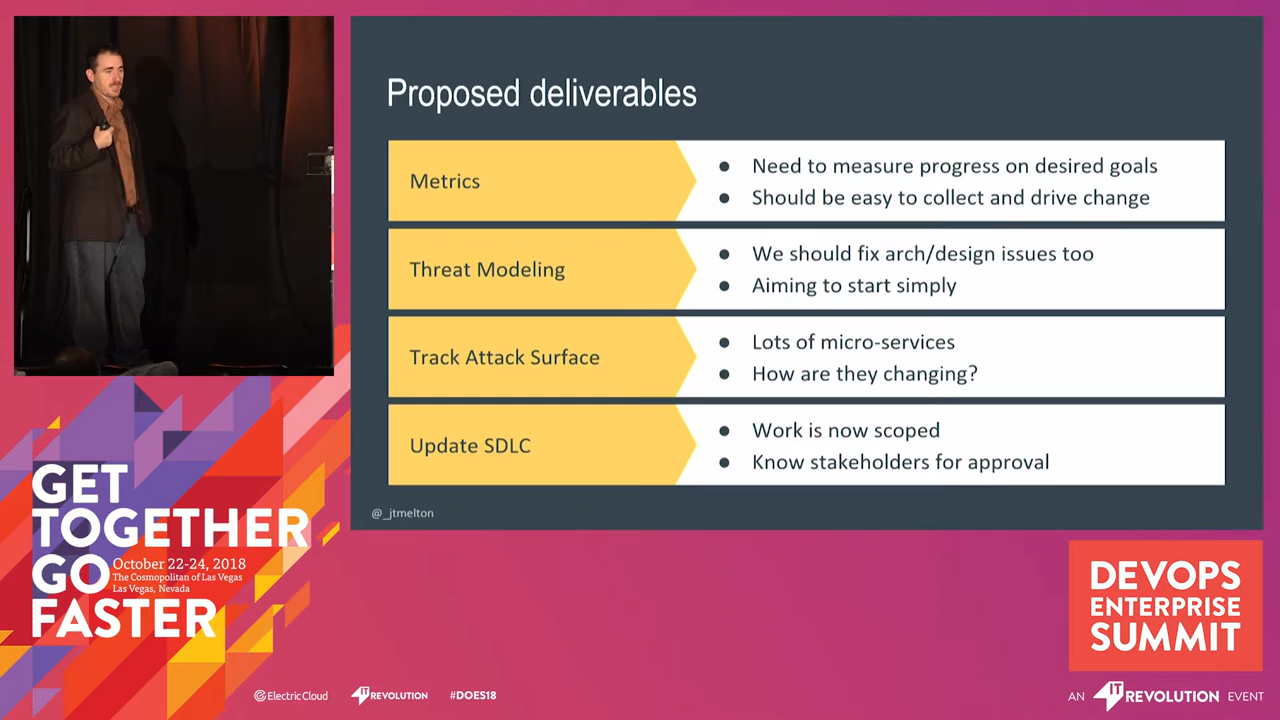 Proposed deliverables
Metrics
● Need to measure progress on desired goals
● Should be easy to collect and drive change
Threat Modeling
● We should fix arch/design issues too
● Aiming to start simply
Track Attack Surface
● Lots of micro-services
● How are they changing?
Update SDLC
● Work is now scoped
● Know stakeholders for approval
@_jtmelton
GET
TOGETHER
GO
FASTER
October 22-24, 2018
The Cosmopolitan of Las Vegas
Las Vegas, Nevada
Electric Cloud
IT REVOLUTION
#DOES18
DEVOPS
ENTERPRISE
SUMMIT
AN IT REVOLUTION EVENT